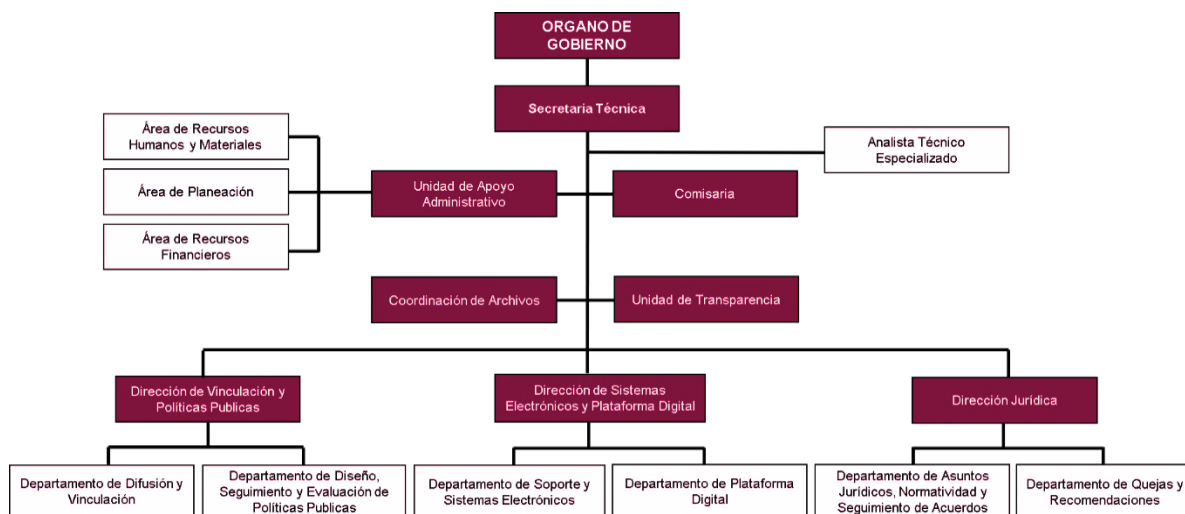 ORGANO DE
GOBIERNO
Secretaria Técnica
Área de Recursos
Humanos y Materiales
Analista Técnico
Especializado
Área de Planeación
Unidad de Apoyo
Administrativo
Comisaria
Área de Recursos
Financieros
Coordinación de Archivos
Unidad de Transparencia
Dirección de Vinculación y
Políticas Publicas
Dirección de Sistemas
Electrónicos y Plataforma Digital
Dirección Jurídica
Departamento de Difusión y
Vinculación
Departamento de Diseño,
Seguimiento y Evaluación de
Políticas Publicas
Departamento de Soporte y
Sistemas Electrónicos
Departamento de Plataforma
Digital
Departamento de Asuntos
Jurídicos, Normatividad y
Seguimiento de Acuerdos
Departamento de Quejas y
Recomendaciones